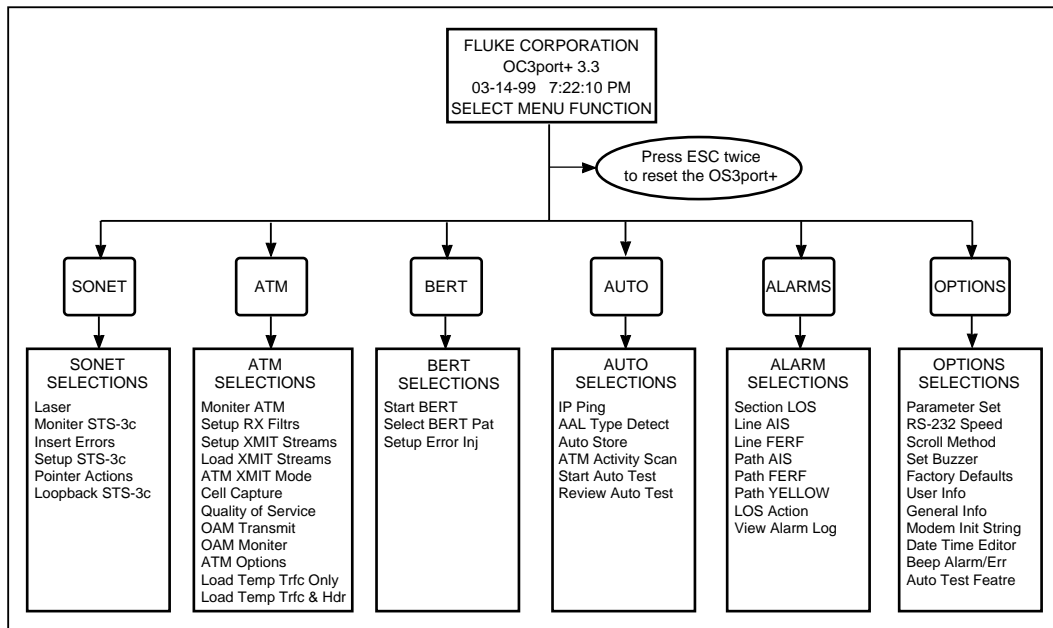 FLUKE CORPORATION
OC3port+ 3.3
03-14-99 7:22:10 PM
SELECT MENU FUNCTION
Press ESC twice
to reset the OS3port+
SONET
ATM
BERT
AUTO
ALARMS
OPTIONS
SONET
SELECTIONS
Laser
Moniter STS-3c
Insert Errors
Setup STS-3c
Pointer Actions
Loopback STS-3c
ATM
SELECTIONS
Moniter ATM
Setup RX Filtrs
Setup XMIT Streams
Load XMIT Streams
ATM XMIT Mode
Cell Capture
Quality of Service
OAM Transmit
OAM Moniter
ATM Options
Load Temp Trfc Only
Load Temp Trfc & Hdr
BERT
SELECTIONS
Start BERT
Select BERT Pat
Setup Error Inj
AUTO
SELECTIONS
IP Ping
AAL Type Detect
Auto Store
ATM Activity Scan
Start Auto Test
Review Auto Test
ALARM
SELECTIONS
Section LOS
Line AIS
Line FERF
Path AIS
Path FERF
Path YELLOW
LOS Action
View Alarm Log
OPTIONS
SELECTIONS
Parameter Set
RS-232 Speed
Scroll Method
Set Buzzer
Factory Defaults
User Info
General Info
Modem Init String
Date Time Editor
Beep Alarm/Err
Auto Test Featre